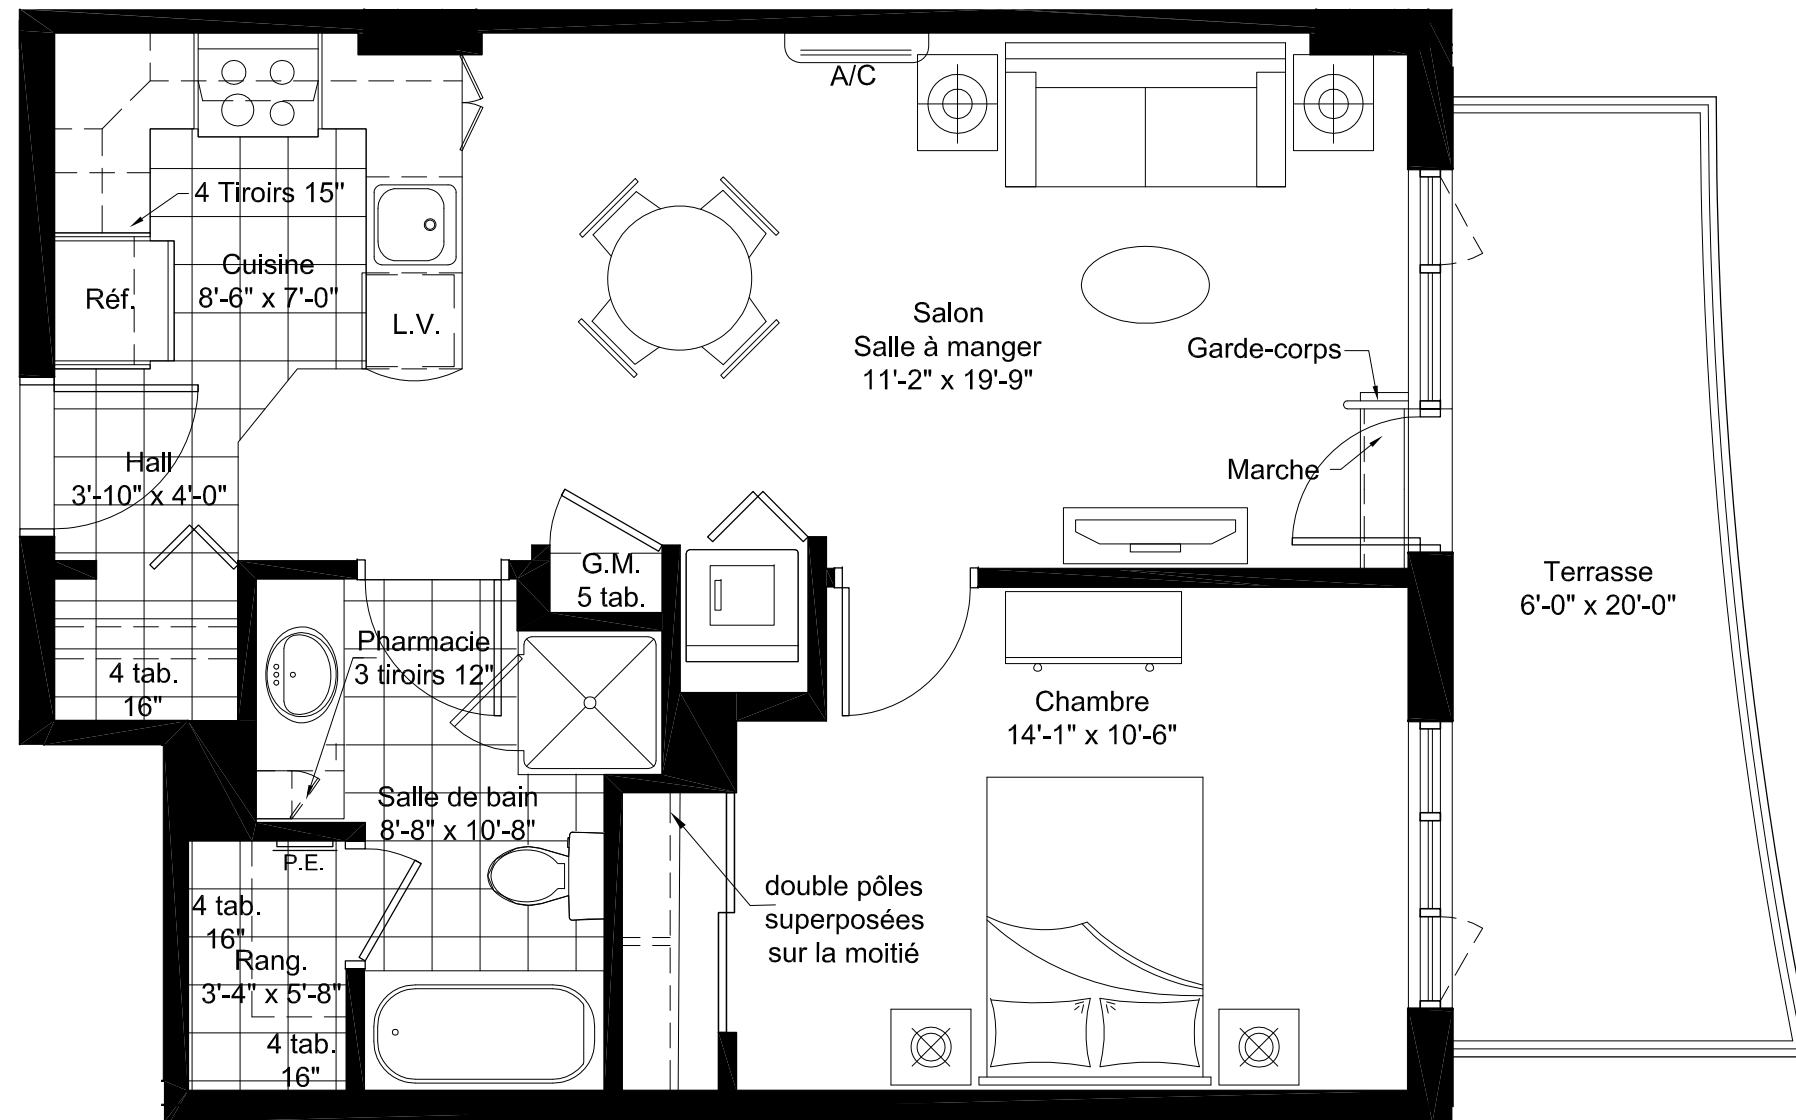 A/C
4 Tiroirs 15"
Cuisine
8'-6" x 7'-0"
Réf.
L.V.
Salon
Salle à manger
11'-2" x 19'-9"
Garde-corps
Marche
Hall
3'-10" x 4'-0"
G.M.
5 tab.
Terrasse
6'-0" x 20'-0"
Pharmacie
3 tiroirs 12"
4 tab.
16"
Chambre
14'-1" x 10'-6"
Salle de bain
8'-8" x 10'-8"
P.E.
double pôles
superposées
sur la moitié
4 tab.
16"
Rang.
3'-4" x 5'-8"
4 tab.
16"